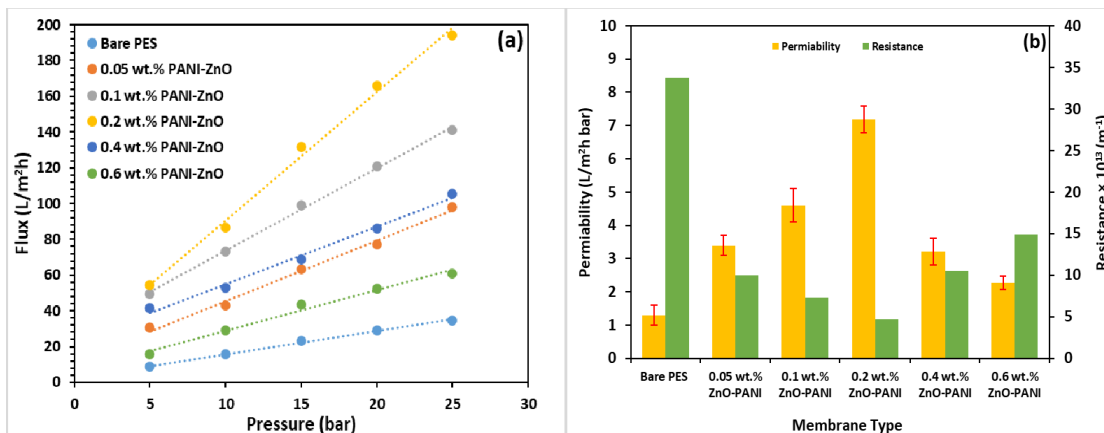 (a)
Bare PES
0.05 wt.% PANI-ZnO
0.1 wt.% PANI-ZnO
0.2 wt.% PANI-ZnO
0.4 wt.% PANI-ZnO
0.6 wt.% PANI-ZnO
200
180
160
140
120
100
80
60
40
20
0
Flux (L/m²h)
0 5 10 15 20 25 30
Pressure (bar)
(b)
Permiability Resistance
10
9
8
7
6
5
4
3
2
1
0
Permiability (L/m²h bar)
40
35
30
25
20
15
10
5
0
Resistance x 10¹³ (m⁻¹)
Bare PES 0.05 wt.% 0.1 wt.% 0.2 wt.% 0.4 wt.% 0.6 wt.%
ZnO-PANI ZnO-PANI ZnO-PANI ZnO-PANI ZnO-PANI
Membrane Type